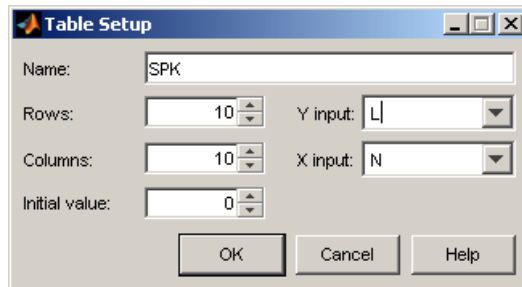 Table Setup
Name: SPK
Rows: 10 Y input: L
Columns: 10 X input: N
Initial value: 0
OK Cancel Help